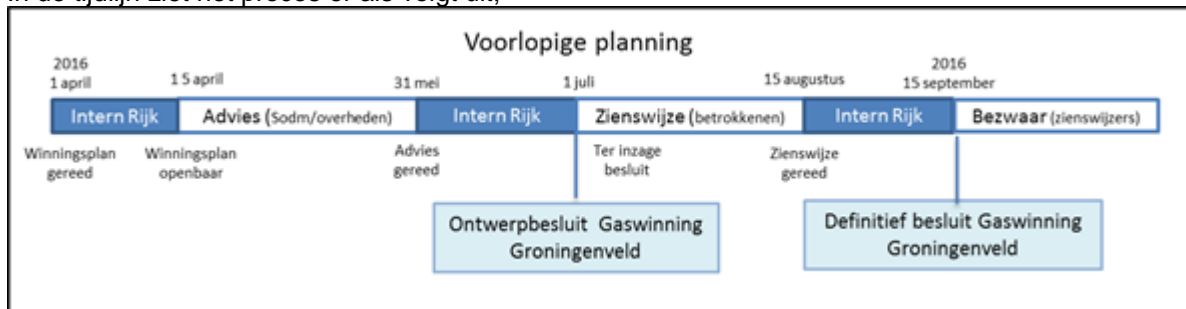 Voorlopige planning
2016
1 april
15 april
31 mei
1 juli
15 augustus
2016
15 september
Intern Rijk
Advies (Sodm/overheden)
Intern Rijk
Zienswijze (betrokkenen)
Intern Rijk
Bezwaar (zienswijzers)
Winningsplan
gereed
Winningsplan
openbaar
Advies
gereed
Ter inzage
besluit
Zienswijze
gereed
Ontwerpbesluit Gaswinning
Groningenveld
Definitief besluit Gaswinning
Groningenveld